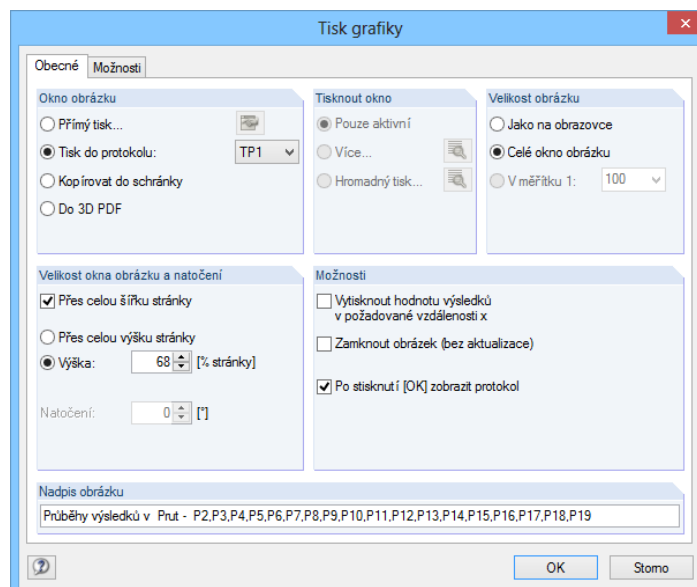 Tisk grafiky
Obecné
Možnosti
Okno obrázku
Přímý tisk...
Tisk do protokolu:
TP1
Kopírovat do schránky
Do 3D PDF
Tisknout okno
Pouze aktivní
Více...
Hromadný tisk...
Velikost obrázku
Jako na obrazovce
Celé okno obrázku
V měřítku 1:
100
Velikost okna obrázku a natočení
Přes celou šířku stránky
Přes celou výšku stránky
Výška:
68
[% stránky]
Natočení:
0
[°]
Možnosti
Vytisknout hodnotu výsledků
v požadované vzdálenosti x
Zamknout obrázek (bez aktualizace)
Po stisknutí [OK] zobrazit protokol
Nadpis obrázku
Průběhy výsledků v Prut - P2,P3,P4,P5,P6,P7,P8,P9,P10,P11,P12,P13,P14,P15,P16,P17,P18,P19
OK
Storno